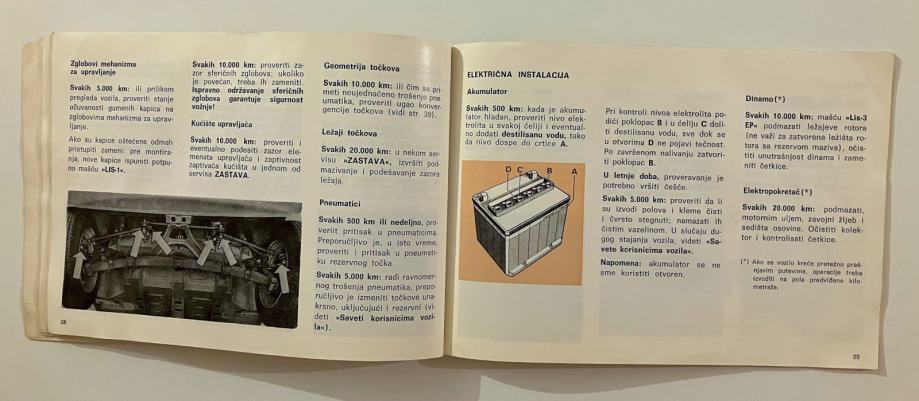 Zglobovi mehanizma
za upravljanje
Svakih 5.000 km: ili prilikom
pregleda vozila, proveriti stanje
očuvanosti gumenih kapica na
zglobovima mehanizma za uprav-
ljanje.
Ako su kapice oštećene odmah
pristupiti zameni: pre montira-
nja, nove kapice ispuniti potpu-
no mašću »LIS-1«.
Svakih 10.000 km: proveriti za-
zor sferičnih zglobova; ukoliko
je povećan, treba ih zameniti.
Ispravno održavanje sferičnih
zglobova garantuje sigurnost
vožnje!
Kućište upravljača
Svakih 10.000 km: proveriti i
eventualno podesiti zazor ele-
menata upravljača i zaptivnost
zaptivača kućišta u jednom od
servisa ZASTAVA.
Geometrija točkova
Svakih 10.000 km: ili čim se pri-
meti neujednačeno trošenje pne-
umatika, proveriti ugao konver-
gencije točkova (vidi str. 39).
Ležaji točkova
Svakih 20.000 km: u nekom ser-
visu »ZASTAVA«, izvršiti pod-
mazivanje i podešavanje zazora
ležaja.
Pneumatici
Svakih 500 km ili nedeljno, pro-
veriti pritisak u pneumaticima.
Preporučljivo je, u isto vreme,
proveriti i pritisak u pneumati-
ku rezervnog točka.
Svakih 5.000 km: radi ravnomer-
nog trošenja pneumatika, prepo-
ručljivo je izmeniti točkove una-
krsno, uključujući i rezervni (vi-
deti »Saveti korisnicima vozi-
la«).
28
ELEKTRIČNA INSTALACIJA
Akumulator
Svakih 500 km: kada je akumu-
lator hladan, proveriti nivo elek-
trolita u svakoj ćeliji i eventual-
no dodati destilisanu vodu, tako
da nivo dospe do crtice A.
D C B A
Pri kontroli nivoa elektrolita po-
dići poklopac B i u ćeliju C doli-
ti destilisanu vodu, sve dok se
u otvorima D ne pojavi tečnost.
Po završenom nalivanju zatvori-
ti poklopac B.
U letnje doba, proveravanje je
potrebno vršiti češće.
Svakih 5.000 km: proveriti da li
su izvodi polova i kleme čisti
i čvrsto stegnuti; namazati ih
čistim vazelinom. U slučaju du-
gog stajanja vozila, videti »Sa-
vete korisnicima vozila«.
Napomena: akumulator se ne
sme koristiti otvoren.
Dinamo(*)
Svakih 10.000 km: mašću »Lis-3
EP« podmazati ležajeve rotora
(ne važi za zatvorena ležišta ro-
tora sa rezervom maziva), očis-
titi unutrašnjost dinama i zame-
niti četkice.
Elektropokretač(*)
Svakih 20.000 km: podmazati,
motornim uljem, zavojni žljeb i
sedišta osovine. Očistiti kolek-
tor i kontrolisati četkice.
(*) Ako se vozilo kreće pretežno praš-
njavim putevima, operacije treba
izvoditi na pola predviđene kilo-
metraže.
29